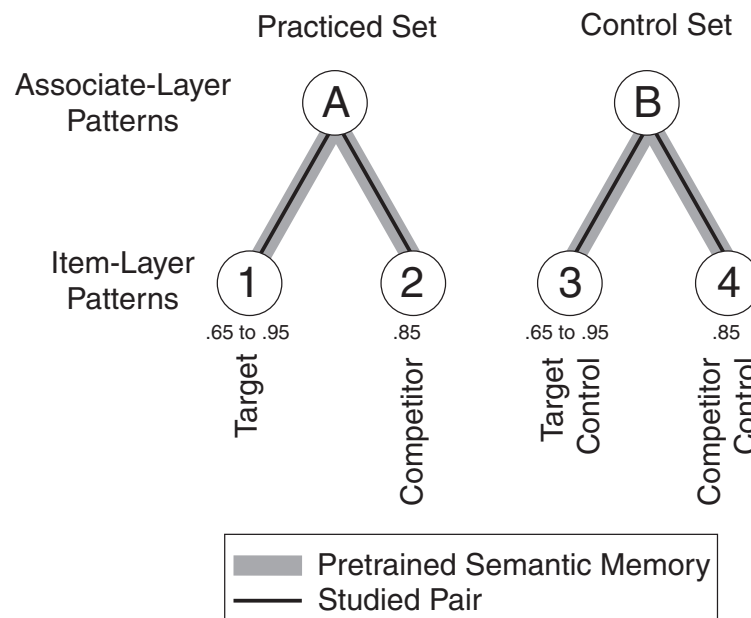 Practiced Set
Control Set
Associate-Layer
Patterns
A
B
Item-Layer
Patterns
1
2
3
4
.65 to .95
.85
.65 to .95
.85
Target
Competitor
Target
Control
Competitor
Control
Pretrained Semantic Memory
Studied Pair